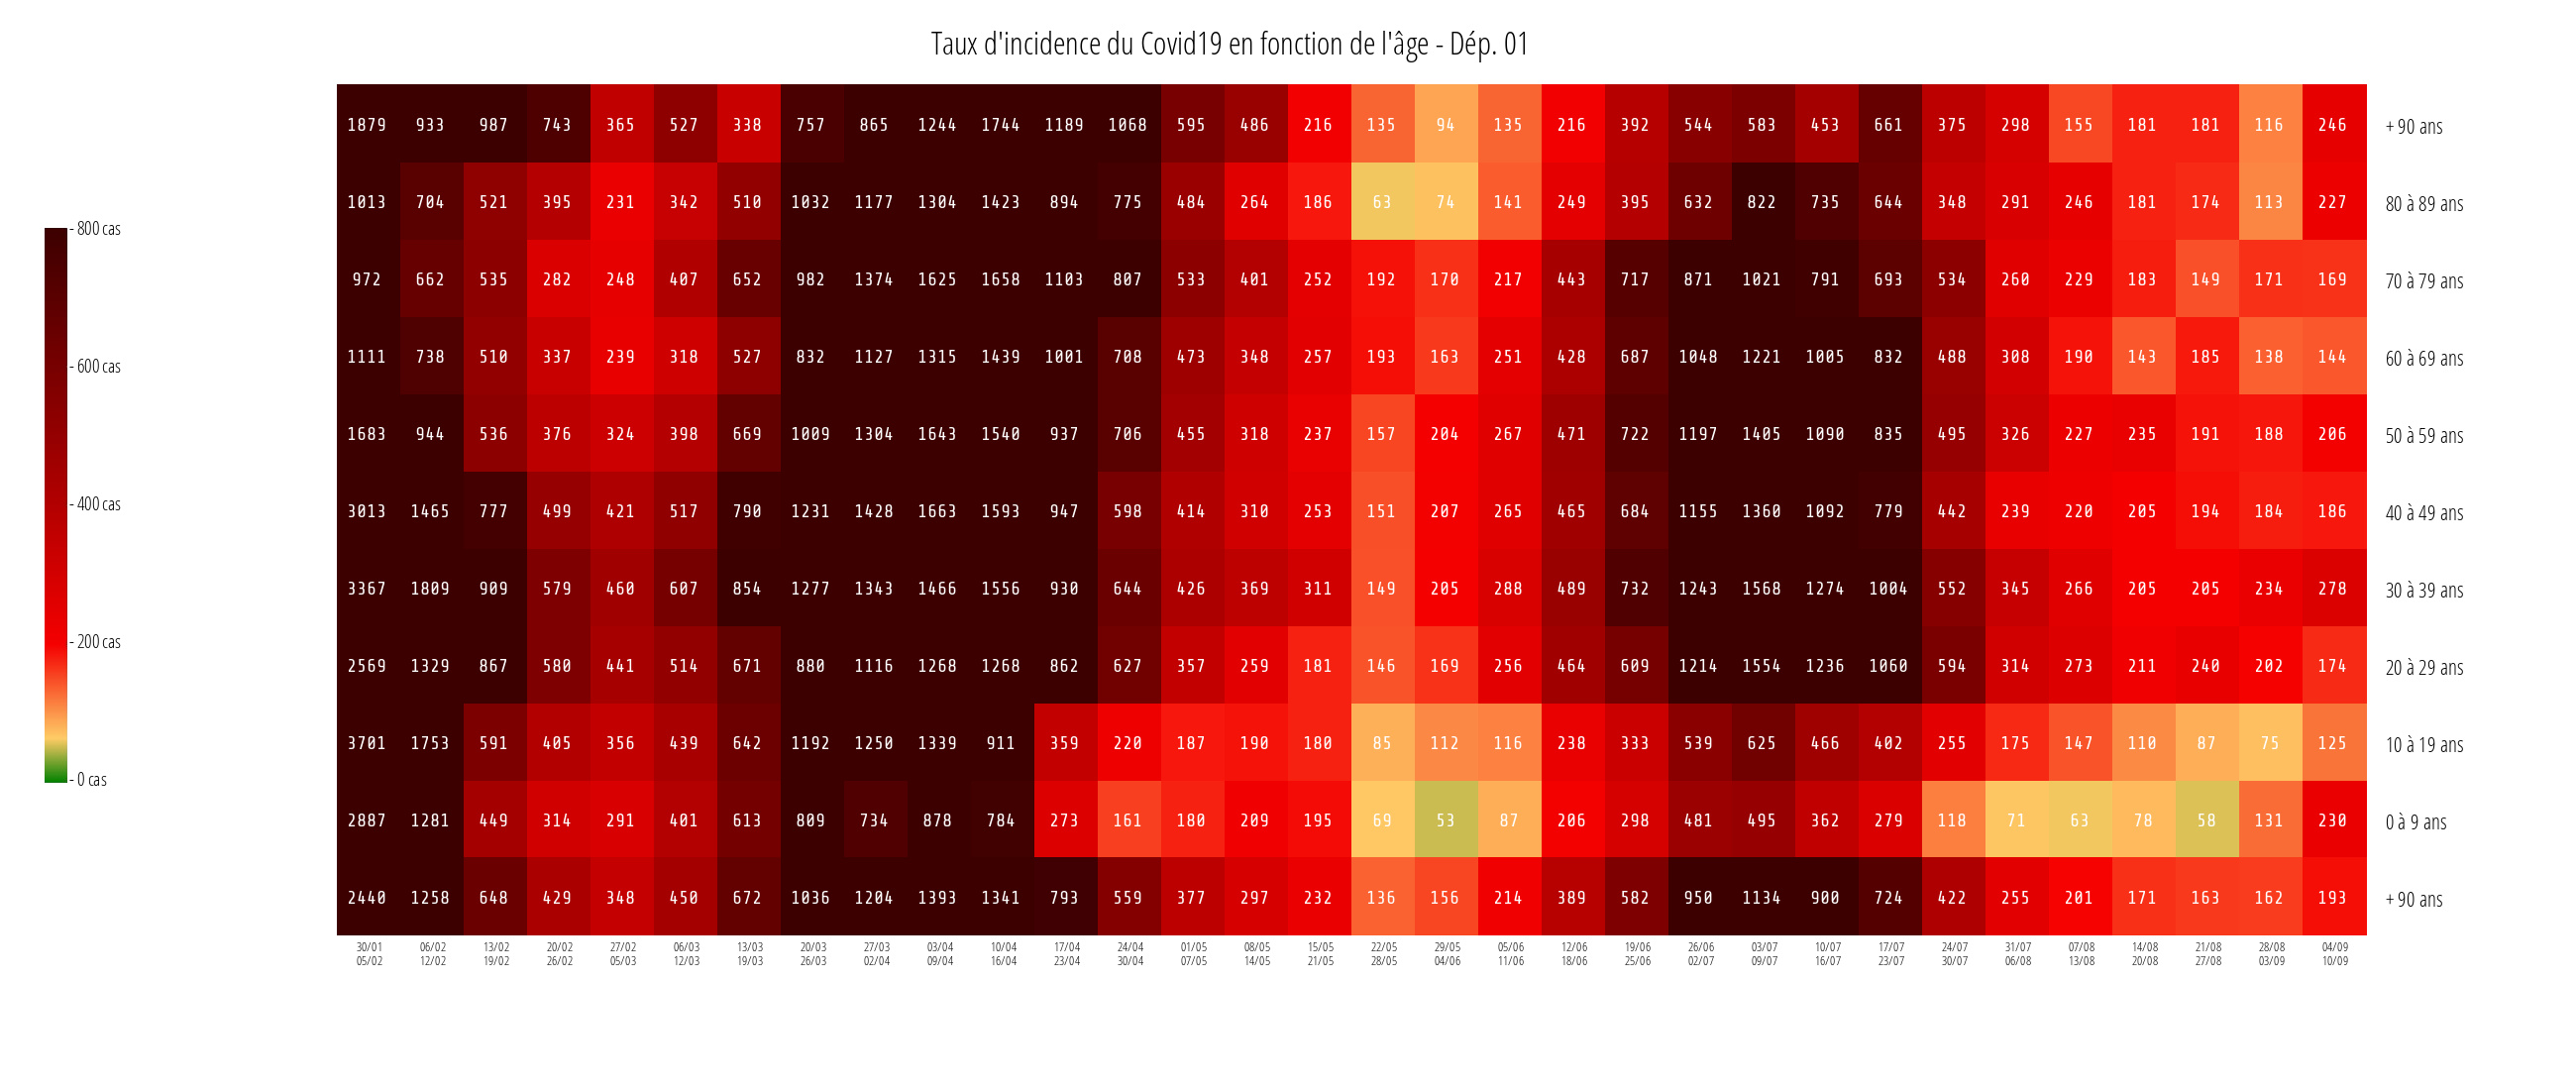 Taux d'incidence du Covid19 en fonction de l'âge - Dép. 01
1879 933 987 743 365 527 338 757 865 1244 1744 1189 1068 595 486 216 135 94 135 216 392 544 583 453 661 375 298 155 181 181 116 246 + 90 ans
1013 704 521 395 231 342 510 1032 1177 1304 1423 894 775 484 264 186 63 74 141 249 395 632 822 735 644 348 291 246 181 174 113 227 80 à 89 ans
- 800 cas
972 662 535 282 248 407 652 982 1374 1625 1658 1103 807 533 401 252 192 170 217 443 717 871 1021 791 693 534 260 229 183 149 171 169 70 à 79 ans
1111 738 510 337 239 318 527 832 1127 1315 1439 1001 708 473 348 257 193 163 251 428 687 1048 1221 1005 832 488 308 190 143 185 138 144 60 à 69 ans
- 600 cas
1683 944 536 376 324 398 669 1009 1304 1643 1540 937 706 455 318 237 157 204 267 471 722 1197 1405 1090 835 495 326 227 235 191 188 206 50 à 59 ans
- 400 cas
3013 1465 777 499 421 517 790 1231 1428 1663 1593 947 598 414 310 253 151 207 265 465 684 1155 1360 1092 779 442 239 220 205 194 184 186 40 à 49 ans
3367 1809 909 579 460 607 854 1277 1343 1466 1556 930 644 426 369 311 149 205 288 489 732 1243 1568 1274 1004 552 345 266 205 205 234 278 30 à 39 ans
- 200 cas
2569 1329 867 580 441 514 671 880 1116 1268 1268 862 627 357 259 181 146 169 256 464 609 1214 1554 1236 1060 594 314 273 211 240 202 174 20 à 29 ans
3701 1753 591 405 356 439 642 1192 1250 1339 911 359 220 187 190 180 85 112 116 238 333 539 625 466 402 255 175 147 110 87 75 125 10 à 19 ans
- 0 cas
2887 1281 449 314 291 401 613 809 734 878 784 273 161 180 209 195 69 53 87 206 298 481 495 362 279 118 71 63 78 58 131 230 0 à 9 ans
2440 1258 648 429 348 450 672 1036 1204 1393 1341 793 559 377 297 232 136 156 214 389 582 950 1134 900 724 422 255 201 171 163 162 193 + 90 ans
30/01 06/02 13/02 20/02 27/02 06/03 13/03 20/03 27/03 03/04 10/04 17/04 24/04 01/05 08/05 15/05 22/05 29/05 05/06 12/06 19/06 26/06 03/07 10/07 17/07 24/07 31/07 07/08 14/08 21/08 28/08 04/09
05/02 12/02 19/02 26/02 05/03 12/03 19/03 26/03 02/04 09/04 16/04 23/04 30/04 07/05 14/05 21/05 28/05 04/06 11/06 18/06 25/06 02/07 09/07 16/07 23/07 30/07 06/08 13/08 20/08 27/08 03/09 10/09